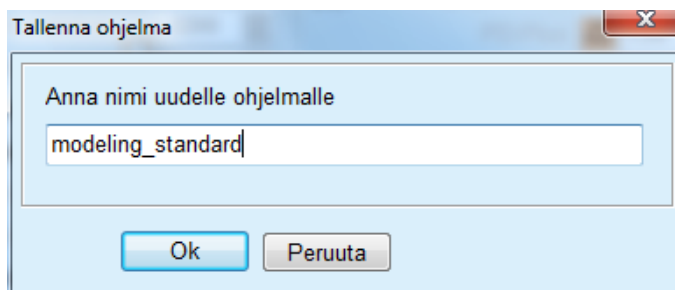 Tallenna ohjelma
Anna nimi uudelle ohjelmalle
modeling_standard
Ok
Peruuta